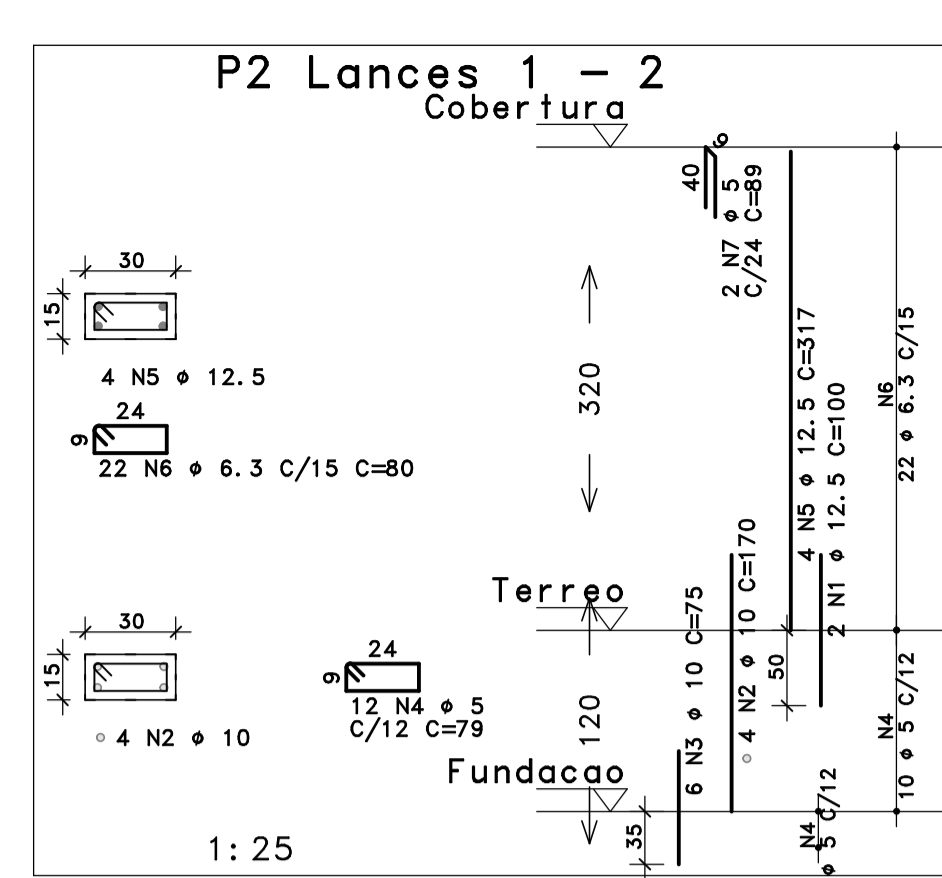 P2 Lances 1 - 2
Cobertura
9
40
2 N7 ø 5
C/24 C=89
30
15
4 N5 ø 12.5
24
9
22 N6 ø 6.3 C/15 C=80
320
4 N5 ø 12.5 C=317
2 N1 ø 12.5 C=100
N6
22 ø 6.3 C/15
Terreo
30
15
4 N2 ø 10
24
9
12 N4 ø 5
C/12 C=79
120
6 N3 ø 10 C=75
4 N2 ø 10 C=170
50
N4
10 ø 5 C/12
Fundacao
35
N4
ø 5 C/12
1:25